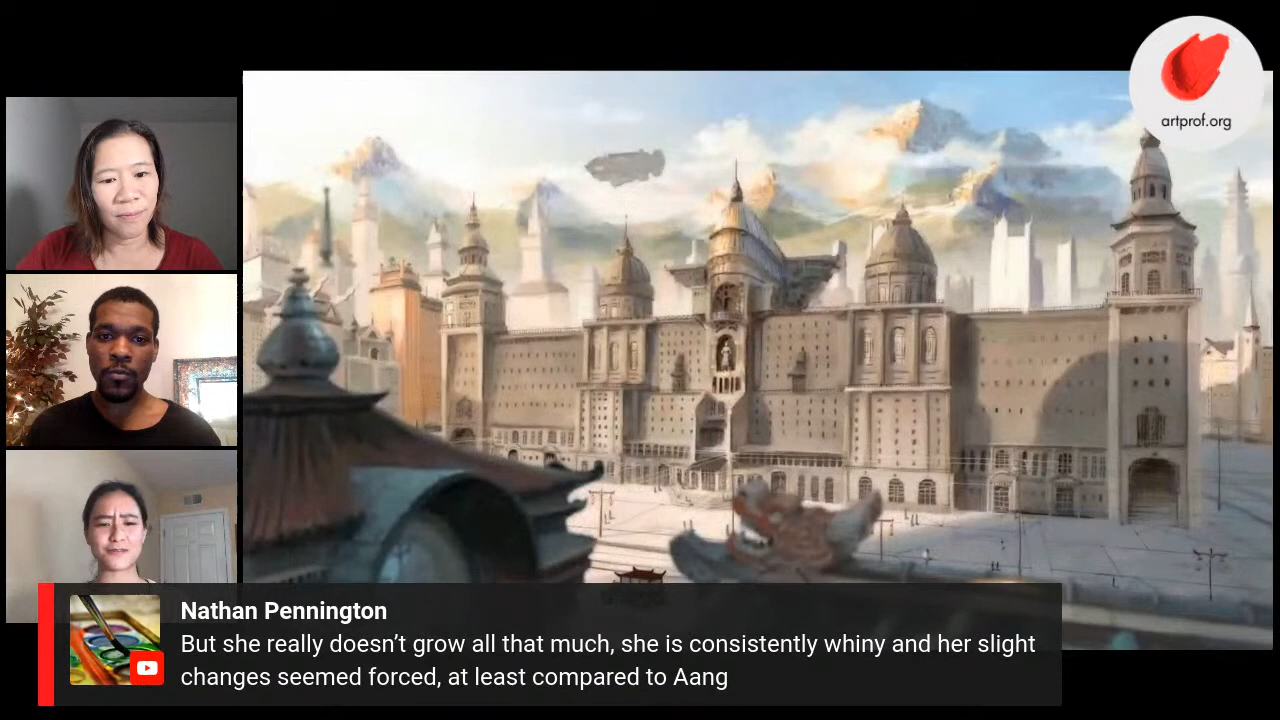 artprof.org
Nathan Pennington
But she really doesn’t grow all that much, she is consistently whiny and her slight
changes seemed forced, at least compared to Aang